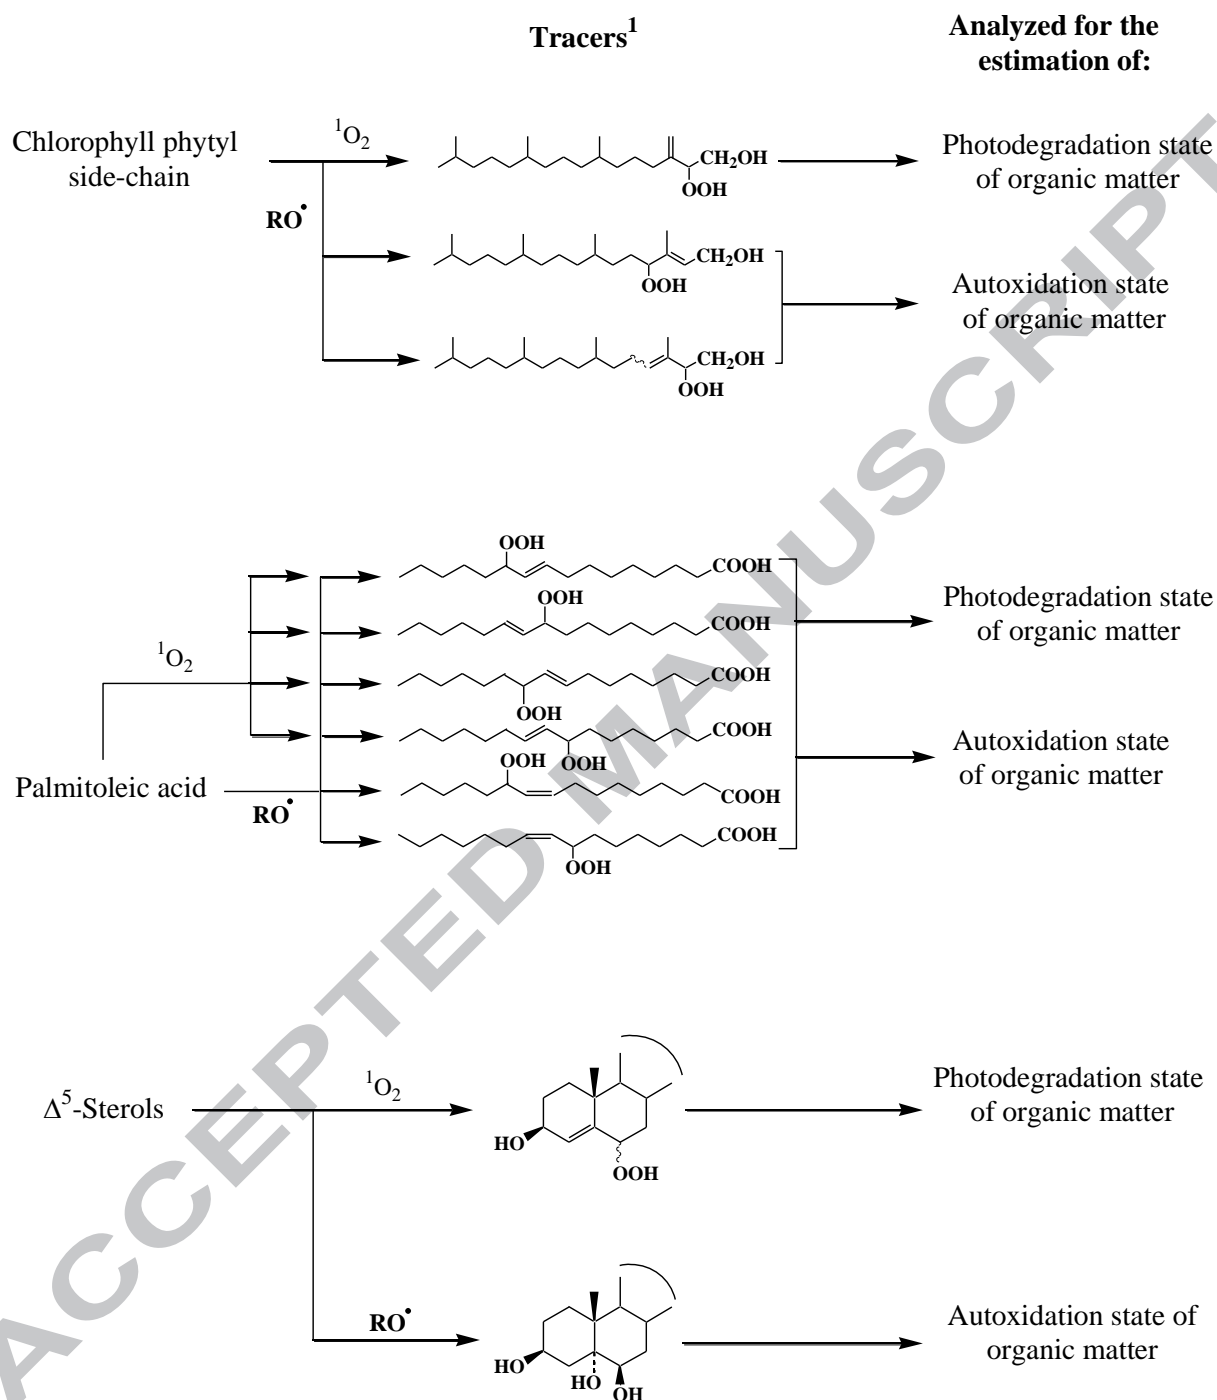 Tracers1
Analyzed for the
estimation of:
Chlorophyll phytyl
side-chain
1O2
RO•
CH2OH
OOH
Photodegradation state
of organic matter
CH2OH
OOH
CH2OH
OOH
Autoxidation state
of organic matter
Palmitoleic acid
1O2
RO•
OOH
COOH
OOH
COOH
COOH
OOH
COOH
OOH
OOH
COOH
COOH
OOH
Photodegradation state
of organic matter
Autoxidation state
of organic matter
Δ5-Sterols
1O2
HO
OOH
Photodegradation state
of organic matter
RO•
HO
HO
OH
Autoxidation state of
organic matter
ACCEPTED MANUSCRIPT